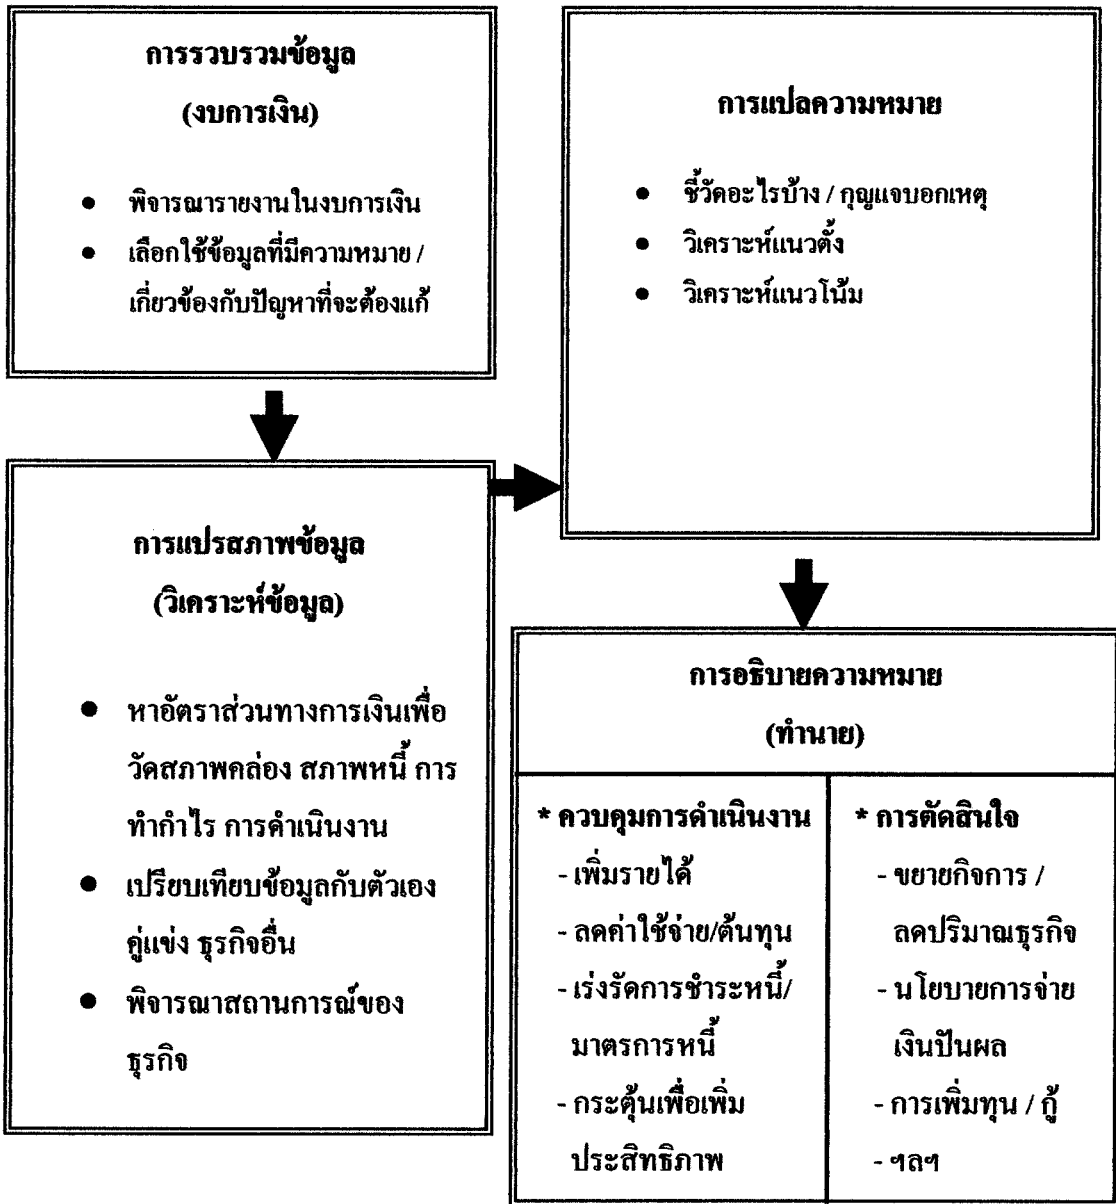 การรวบรวมข้อมูล
(งบการเงิน)
● พิจารณารายงานในงบการเงิน
● เลือกใช้ข้อมูลที่มีความหมาย /
เกี่ยวข้องกับปัญหาที่จะต้องแก้
การแปรสภาพข้อมูล
(วิเคราะห์ข้อมูล)
● หาอัตราส่วนทางการเงินเพื่อ
วัดสภาพคล่อง สภาพหนี้ การ
ทำกำไร การดำเนินงาน
● เปรียบเทียบข้อมูลกับตัวเอง
คู่แข่ง ธุรกิจอื่น
● พิจารณาสถานการณ์ของ
ธุรกิจ
การแปลความหมาย
● ชี้วัดอะไรบ้าง / กุญแจบอกเหตุ
● วิเคราะห์แนวตั้ง
● วิเคราะห์แนวโน้ม
การอธิบายความหมาย
(ทำนาย)
* ควบคุมการดำเนินงาน
- เพิ่มรายได้
- ลดค่าใช้จ่าย/ต้นทุน
- เร่งรัดการชำระหนี้/
มาตรการหนี้
- กระตุ้นเพื่อเพิ่ม
ประสิทธิภาพ
* การตัดสินใจ
- ขยายกิจการ /
ลดปริมาณธุรกิจ
- นโยบายการจ่าย
เงินปันผล
- การเพิ่มทุน / กู้
- ฯลฯ